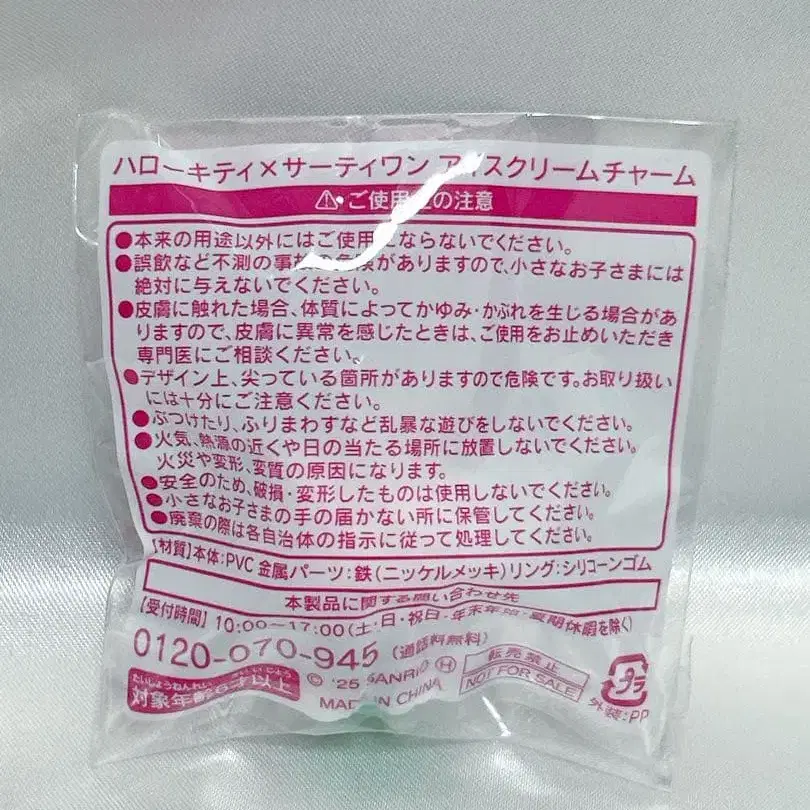 ハローキティ×サーティワン アイスクリームチャーム
⚠ご使用上の注意
●本来の用途以外にはご使用にならないでください。
●誤飲など不測の事故の危険がありますので、小さなお子さまには
絶対に与えないでください。
●皮膚に触れた場合、体質によってかゆみ・かぶれを生じる場合があ
りますので、皮膚に異常を感じたときは、ご使用をお止めいただき
専門医にご相談ください。
●デザイン上、尖っている箇所がありますので危険です。お取り扱い
には十分にご注意ください。
●ぶつけたり、ふりまわすなど乱暴な遊びをしないでください。
●火気、熱源の近くや日の当たる場所に放置しないでください。
火災や変形、変質の原因になります。
●安全のため、破損・変形したものは使用しないでください。
●小さなお子さまの手の届かない所に保管してください。
●廃棄の際は各自治体の指示に従って処理してください。
【材質】本体:PVC 金属パーツ:鉄(ニッケルメッキ)リング:シリコーンゴム
本製品に関する問い合わせ先
【受付時間】10:00~17:00(土・日・祝日・年末年始・夏期休暇を除く)
0120-070-945 (通話料無料)
たいしょうねんれい さいいじょう
対象年齢6才以上
© '25 SANRIO Ⓗ
MADE IN CHINA
転売禁止
NOT FOR SALE
プラ
外装:PP